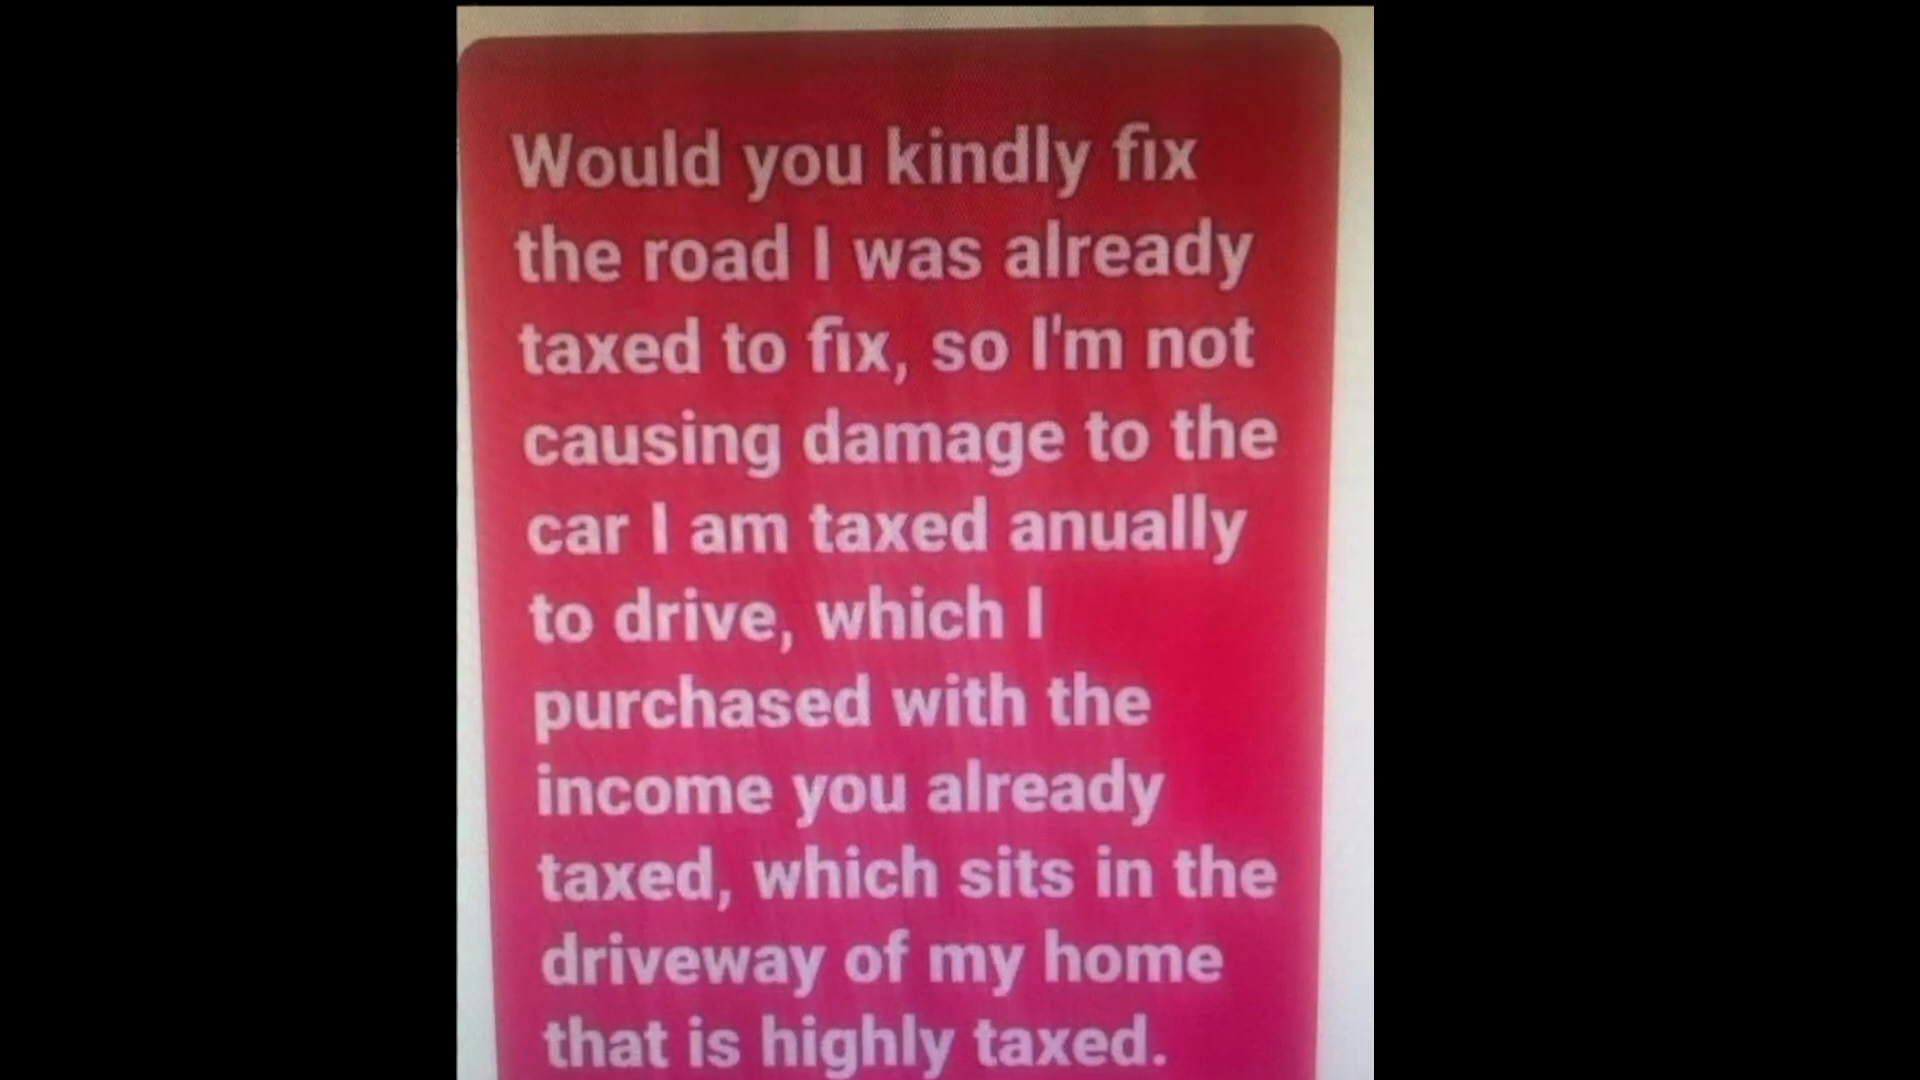 Would you kindly fix
the road I was already
taxed to fix, so I'm not
causing damage to the
car I am taxed anually
to drive, which I
purchased with the
income you already
taxed, which sits in the
driveway of my home
that is highly taxed.